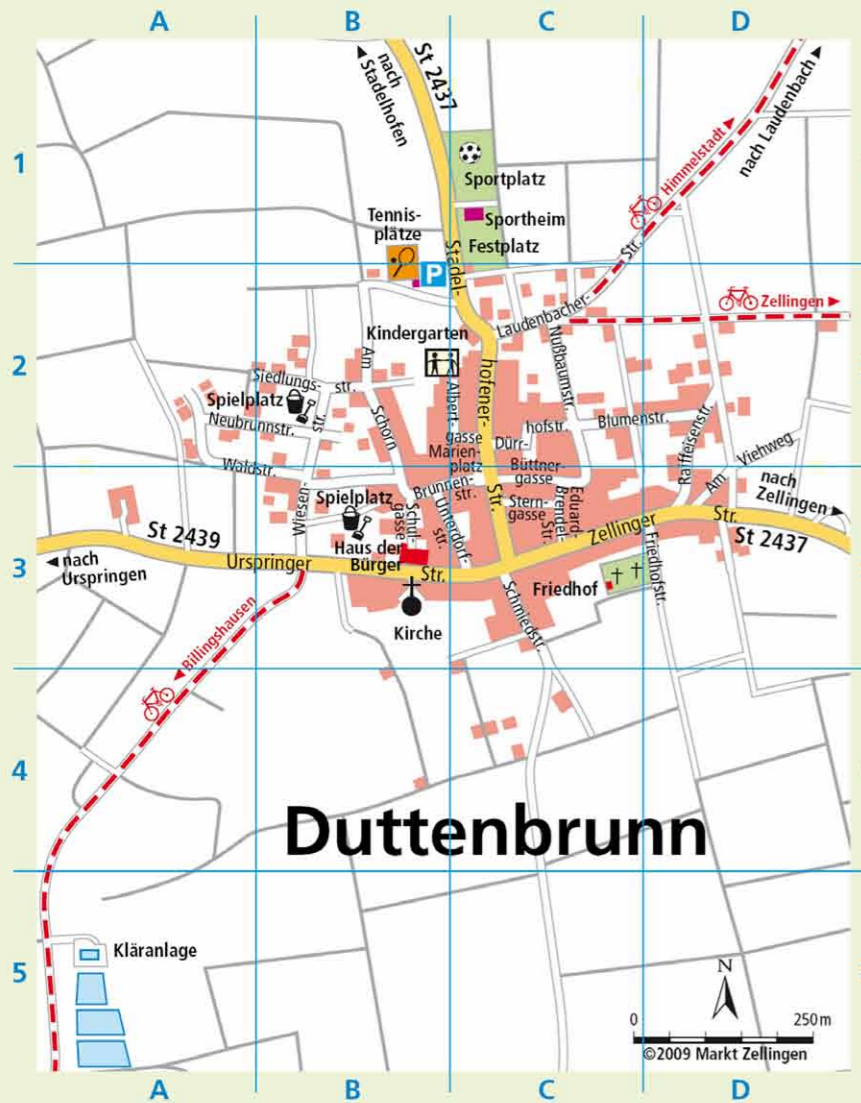 A B C D
nach
Stadelhofen
St 2437
nach Laudenbach
Himmelstadt
1
Sportplatz
Sportheim
Festplatz
Tennis-
plätze
P
Stadel-
hofener-
Str.
Laudenbacher-
Str.
Zellingen
2
Kindergarten
Am
Schorn
Siedlungs-
str.
Spielplatz
Neubrunnstr.
Wiesen-
str.
Waldstr.
Albert-
gasse
Marien-
platz
Nußbaumstr.
Dürr-
hofstr.
Blumenstr.
Büttner-
gasse
Raiffeisenstr.
Am Viehweg
nach
Zellingen
3
Spielplatz
Brunnen-
str.
Schul-
gasse
Unterdorf-
str.
Stern-
gasse
Eduard-
Brendel-
Str.
Zellinger
Str.
St 2437
St 2439
nach
Urspringen
Urspringer
Str.
Haus der
Bürger
Kirche
Friedhof
Friedhofstr.
Schmiedstr.
Billingshausen
4
Duttenbrunn
5
Kläranlage
N
0 250 m
©2009 Markt Zellingen
A B C D